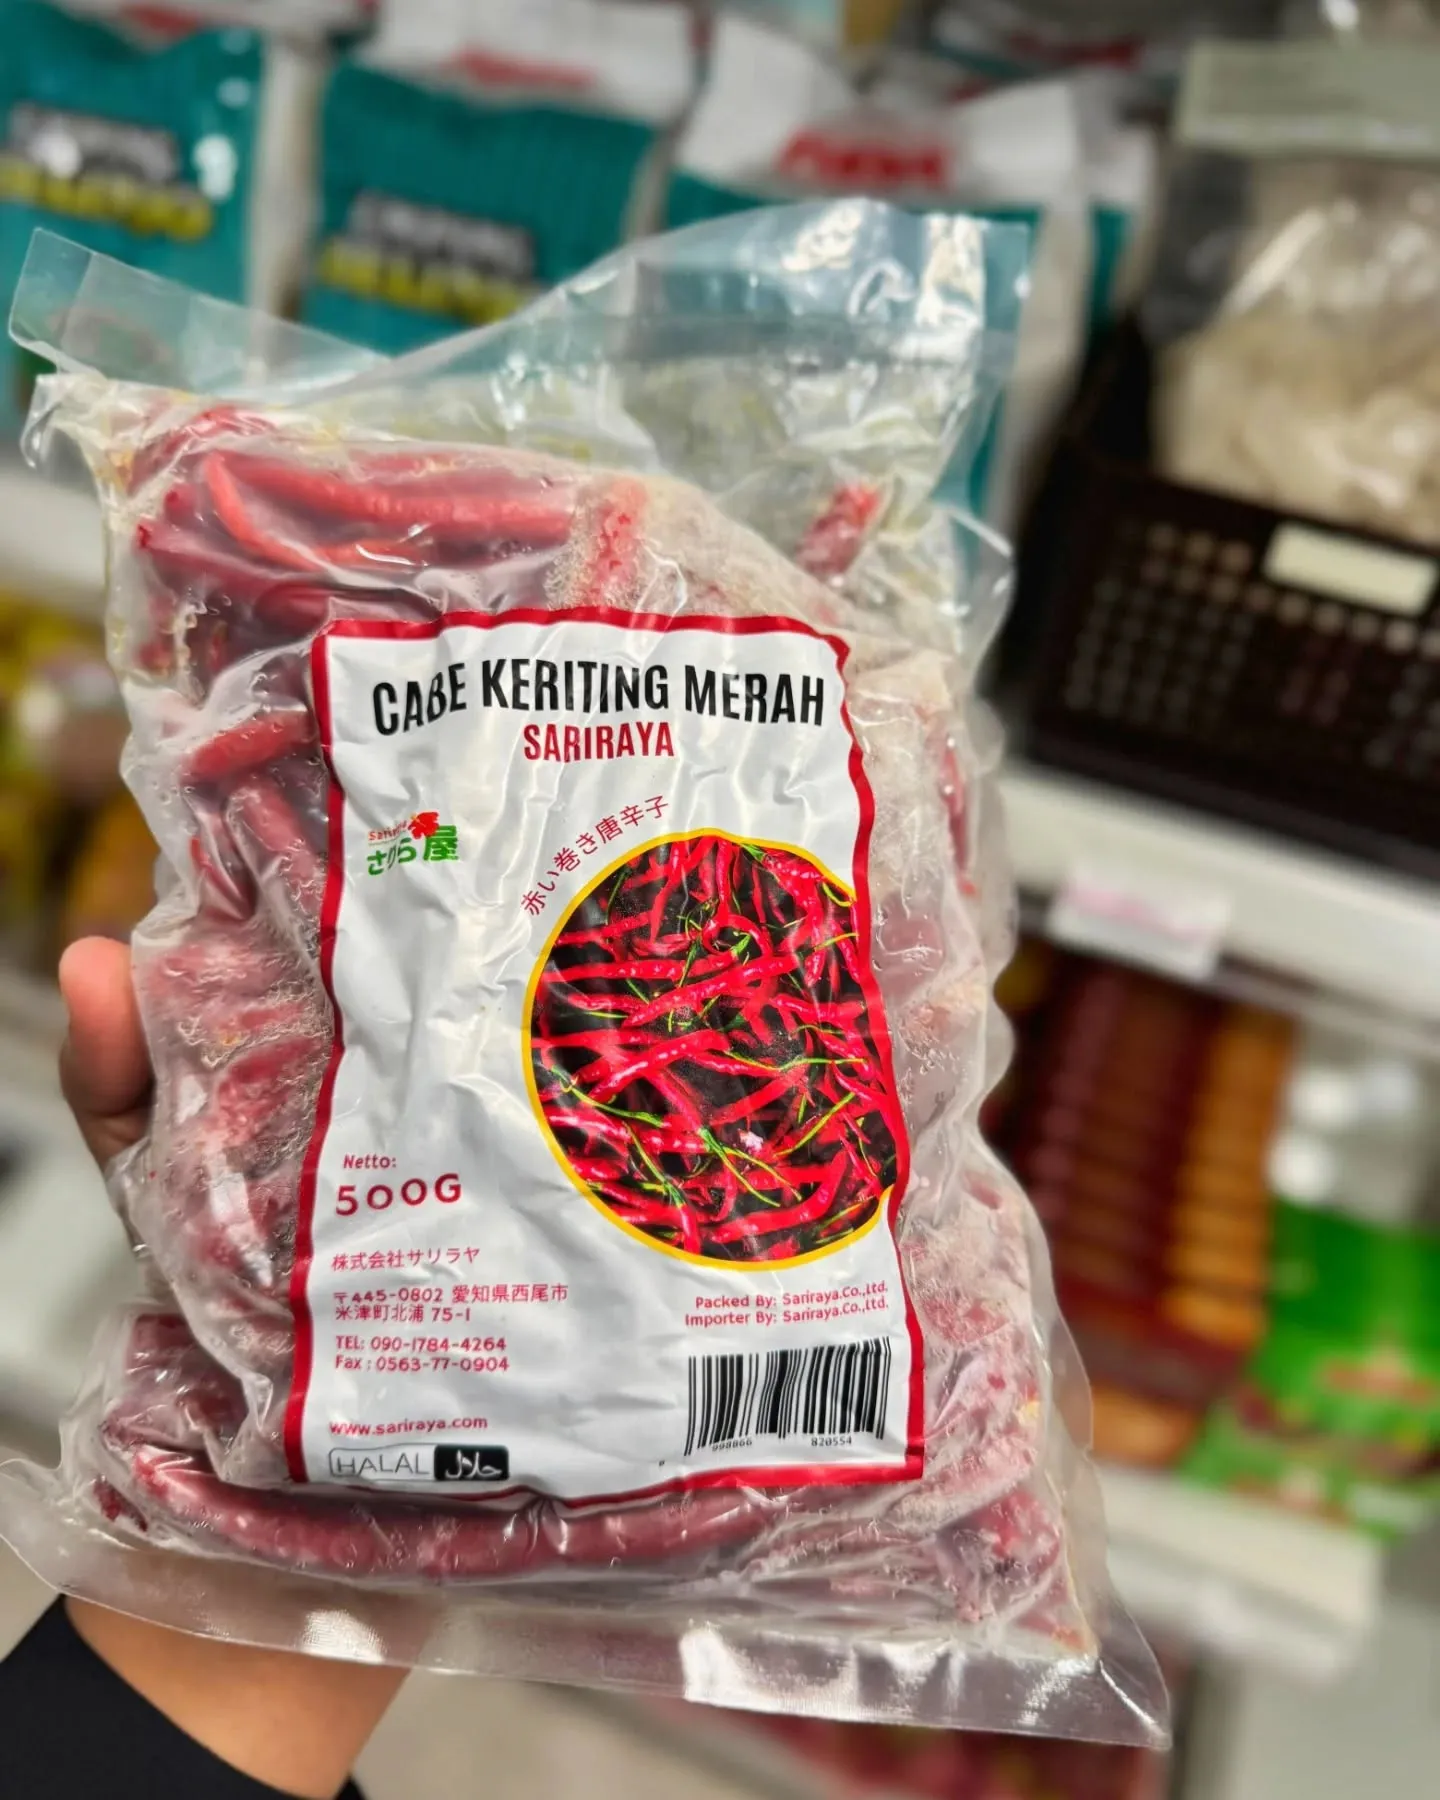 CABE KERITING MERAH
SARIRAYA
Sariraya
さりら屋
赤い巻き唐辛子
Netto:
500G
株式会社サリラヤ
〒445-0802 愛知県西尾市
米津町北浦 75-1
TEL: 090-1784-4264
Fax : 0563-77-0904
www.sariraya.com
HALAL حلال
Packed By: Sariraya.Co.,Ltd.
Importer By: Sariraya.Co.,Ltd.
998866 820554